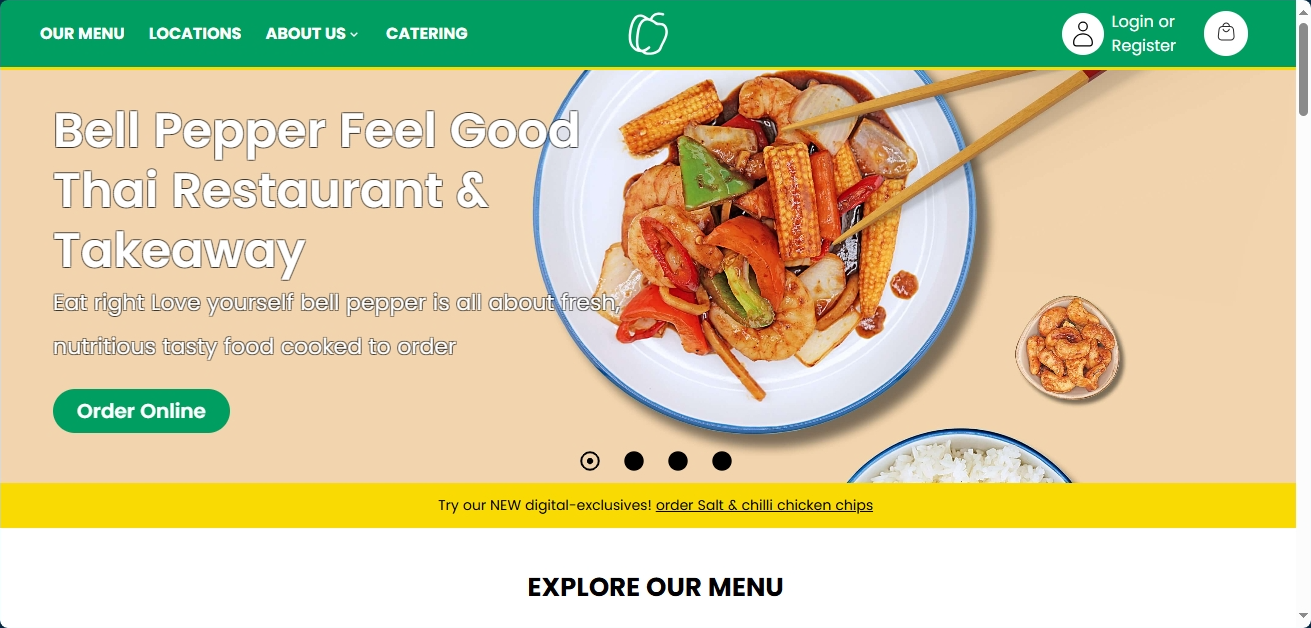 OUR MENU LOCATIONS ABOUT US CATERING Login or
Register
Bell Pepper Feel Good
Thai Restaurant &
Takeaway
Eat right Love yourself bell pepper is all about fresh,
nutritious tasty food cooked to order
Order Online
Try our NEW digital-exclusives! order Salt & chilli chicken chips
EXPLORE OUR MENU